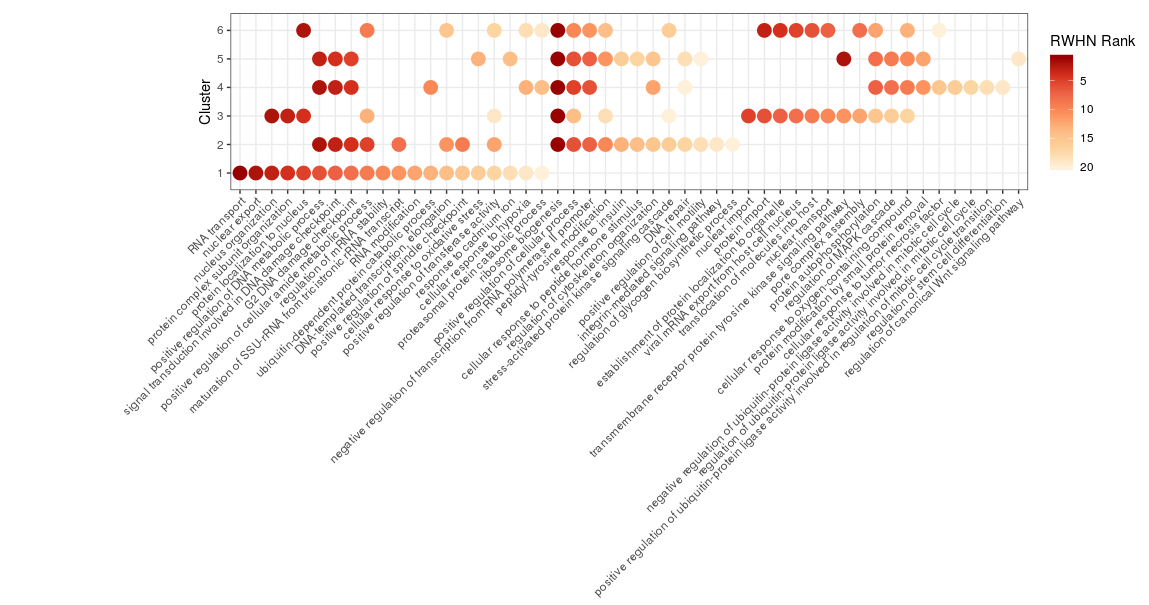 Cluster
6
5
4
3
2
1
RNA transport
nuclear export
nucleus organization
protein complex subunit organization
protein localization to nucleus
positive regulation of DNA metabolic process
signal transduction involved in DNA damage checkpoint
G2 DNA damage checkpoint
positive regulation of cellular amide metabolic process
regulation of mRNA stability
maturation of SSU-rRNA from tricistronic rRNA transcript
RNA modification
ubiquitin-dependent protein catabolic process
DNA-templated transcription, elongation
positive regulation of spindle checkpoint
cellular response to oxidative stress
positive regulation of transferase activity
response to cadmium ion
cellular response to hypoxia
proteasomal protein catabolic process
ribosome biogenesis
positive regulation of cellular process
negative regulation of transcription from RNA polymerase II promoter
peptidyl-tyrosine modification
response to insulin
cellular response to peptide hormone stimulus
regulation of cytoskeleton organization
stress-activated protein kinase signaling cascade
DNA repair
positive regulation of cell motility
integrin-mediated signaling pathway
regulation of glycogen biosynthetic process
nuclear import
protein import
establishment of protein localization to organelle
viral mRNA export from host cell nucleus
translocation of molecules into host
nuclear transport
transmembrane receptor protein tyrosine kinase signaling pathway
pore complex assembly
protein autophosphorylation
regulation of MAPK cascade
cellular response to oxygen-containing compound
protein modification by small protein removal
cellular response to tumor necrosis factor
negative regulation of ubiquitin-protein ligase activity involved in mitotic cell cycle
regulation of ubiquitin-protein ligase activity involved in mitotic cell cycle
positive regulation of ubiquitin-protein ligase activity involved in regulation of mitotic cell cycle transition
regulation of stem cell differentiation
regulation of canonical Wnt signaling pathway
RWHN Rank
5
10
15
20